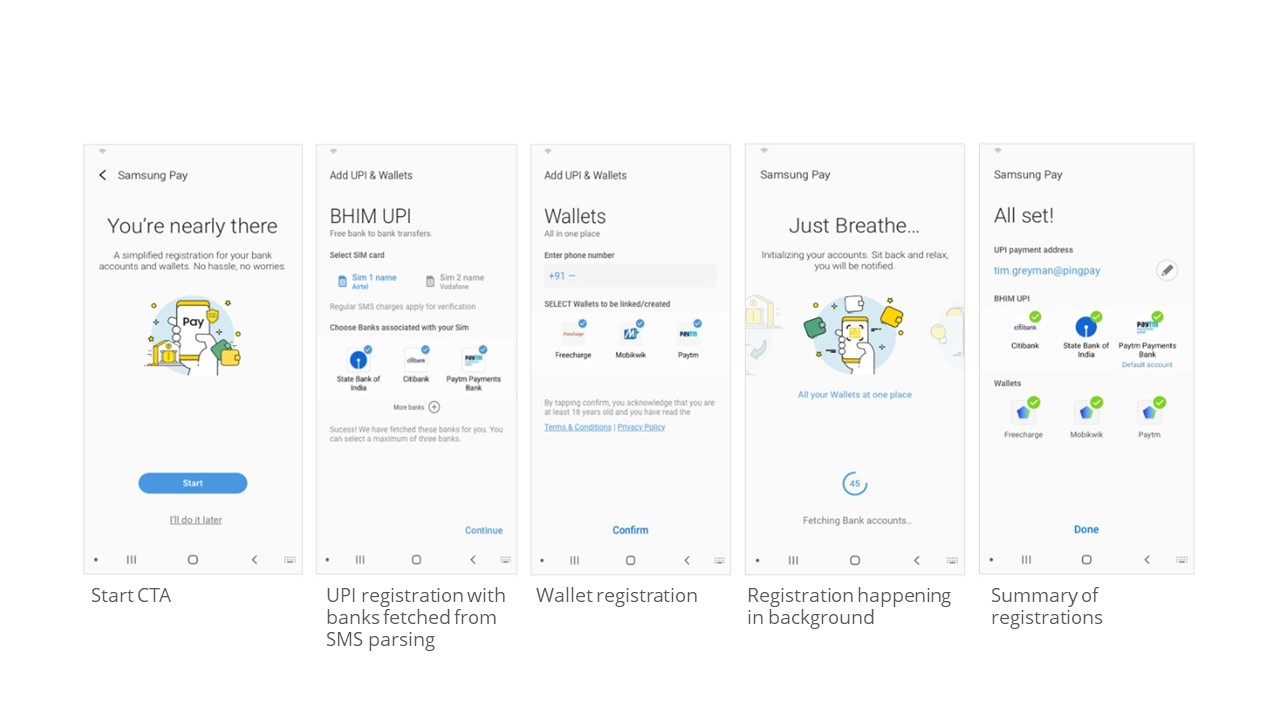 Samsung Pay
You're nearly there
A simplified registration for your bank
accounts and wallets. No hassle, no worries.
Pay
Start
I'll do it later
Start CTA
Add UPI & Wallets
BHIM UPI
Free bank to bank transfers.
Select SIM card
Sim 1 name
Airtel
Sim 2 name
Vodafone
Regular SMS charges apply for verification
Choose Banks associated with your Sim
citibank
State Bank of
India
Citibank
Paytm Payments
Bank
More banks
Sucess! We have fetched these banks for you. You
can select a maximum of three banks.
Continue
UPI registration with
banks fetched from
SMS parsing
Add UPI & Wallets
Wallets
All in one place
Enter phone number
+91 –
SELECT Wallets to be linked/created
freecharge
paytm
Freecharge
Mobikwik
Paytm
By tapping confirm, you acknowledge that you are
at least 18 years old and you have read the
Terms & Conditions | Privacy Policy
Confirm
Wallet registration
Samsung Pay
Just Breathe...
Initializing your accounts. Sit back and relax,
you will be notified.
All your Wallets at one place
45
Fetching Bank accounts...
Registration happening
in background
Samsung Pay
All set!
UPI payment address
tim.greyman@pingpay
BHIM UPI
citibank
Citibank
State Bank of
India
Paytm Payments
Bank
Default account
Wallets
Freecharge
Mobikwik
Paytm
Done
Summary of
registrations